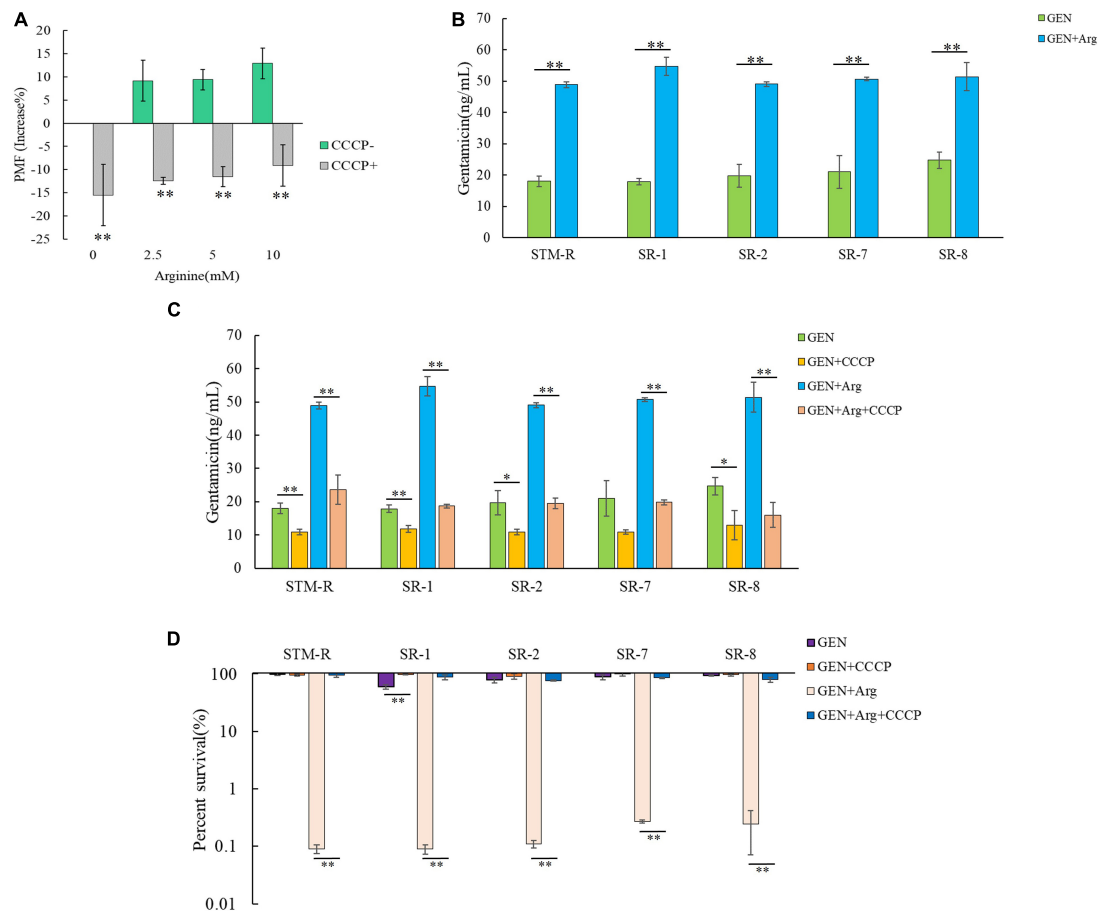 A
PMF (Increase%)
20
15
10
5
0
-5
-10
-15
-20
-25
**
**
**
**
0 2.5 5 10
Arginine(mM)
CCCP-
CCCP+
B
Gentamicin(ng/mL)
70
60
50
40
30
20
10
0
**
**
**
**
**
STM-R SR-1 SR-2 SR-7 SR-8
GEN
GEN+Arg
C
Gentamicin(ng/mL)
70
60
50
40
30
20
10
0
** **
** **
* **
**
* **
STM-R SR-1 SR-2 SR-7 SR-8
GEN
GEN+CCCP
GEN+Arg
GEN+Arg+CCCP
D
STM-R SR-1 SR-2 SR-7 SR-8
Percent survival(%)
100
10
1
0.1
0.01
**
**
**
**
**
**
GEN
GEN+CCCP
GEN+Arg
GEN+Arg+CCCP